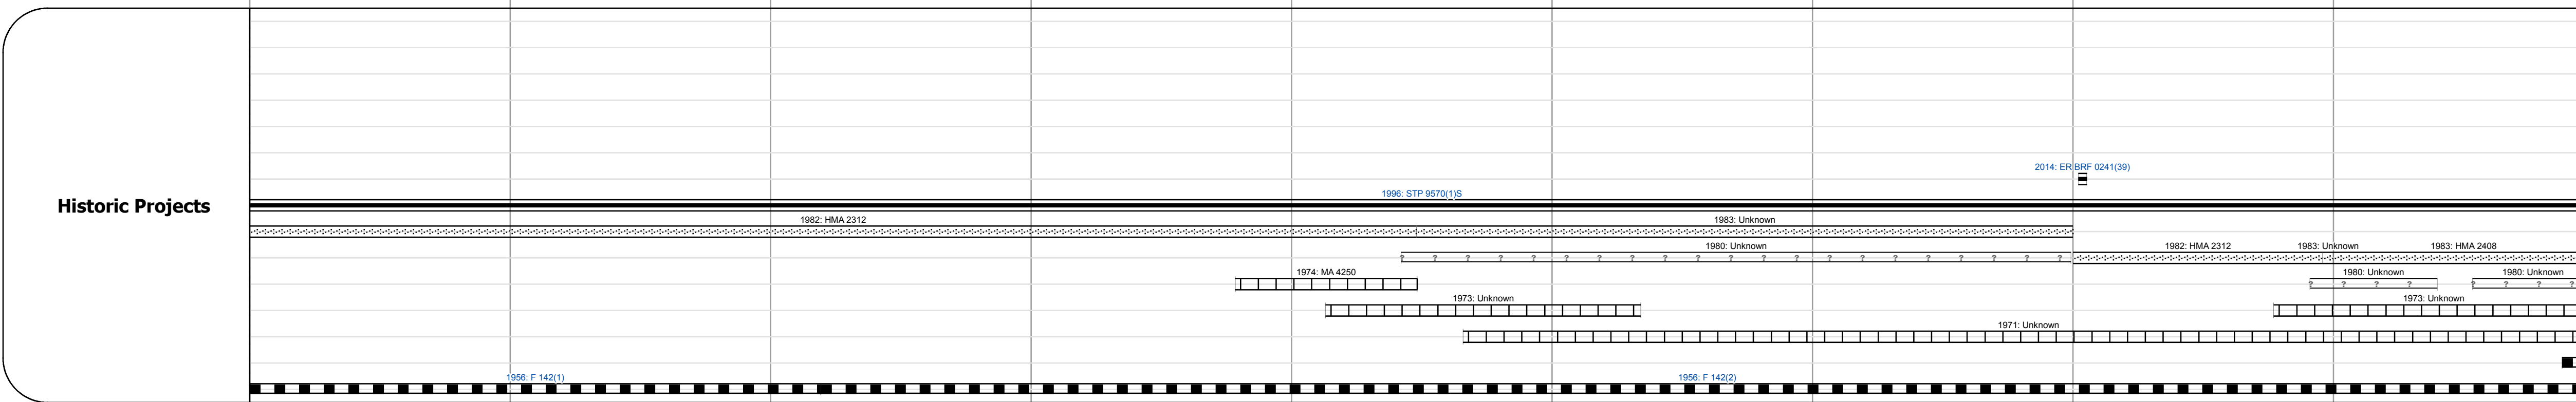 2014: ER BRF 0241(39)
1996: STP 9570(1)S
Historic Projects
1982: HMA 2312
1983: Unknown
1980: Unknown
1982: HMA 2312
1983: Unknown
1983: HMA 2408
1974: MA 4250
1980: Unknown
1980: Unknown
1973: Unknown
1973: Unknown
1971: Unknown
1956: F 142(1)
1956: F 142(2)